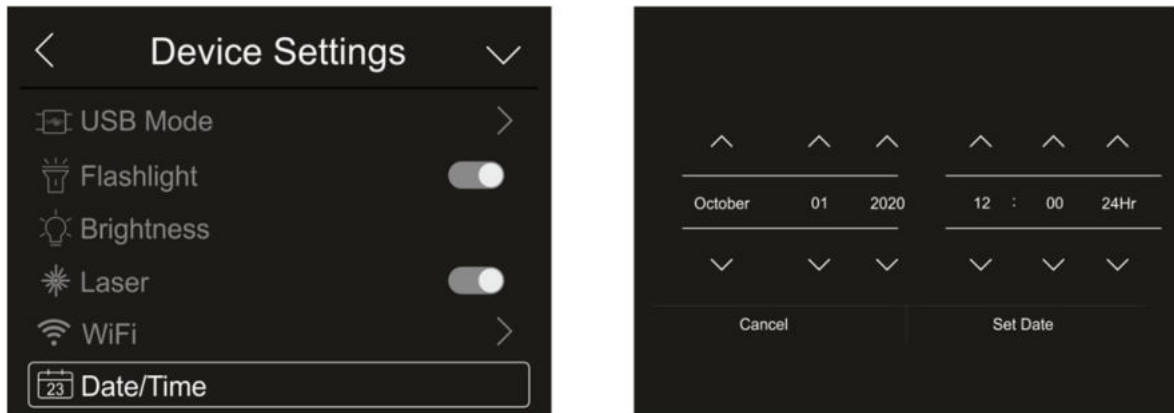 Device Settings
USB Mode
Flashlight
Brightness
Laser
WiFi
23 Date/Time
October 01 2020 12 : 00 24Hr
Cancel Set Date